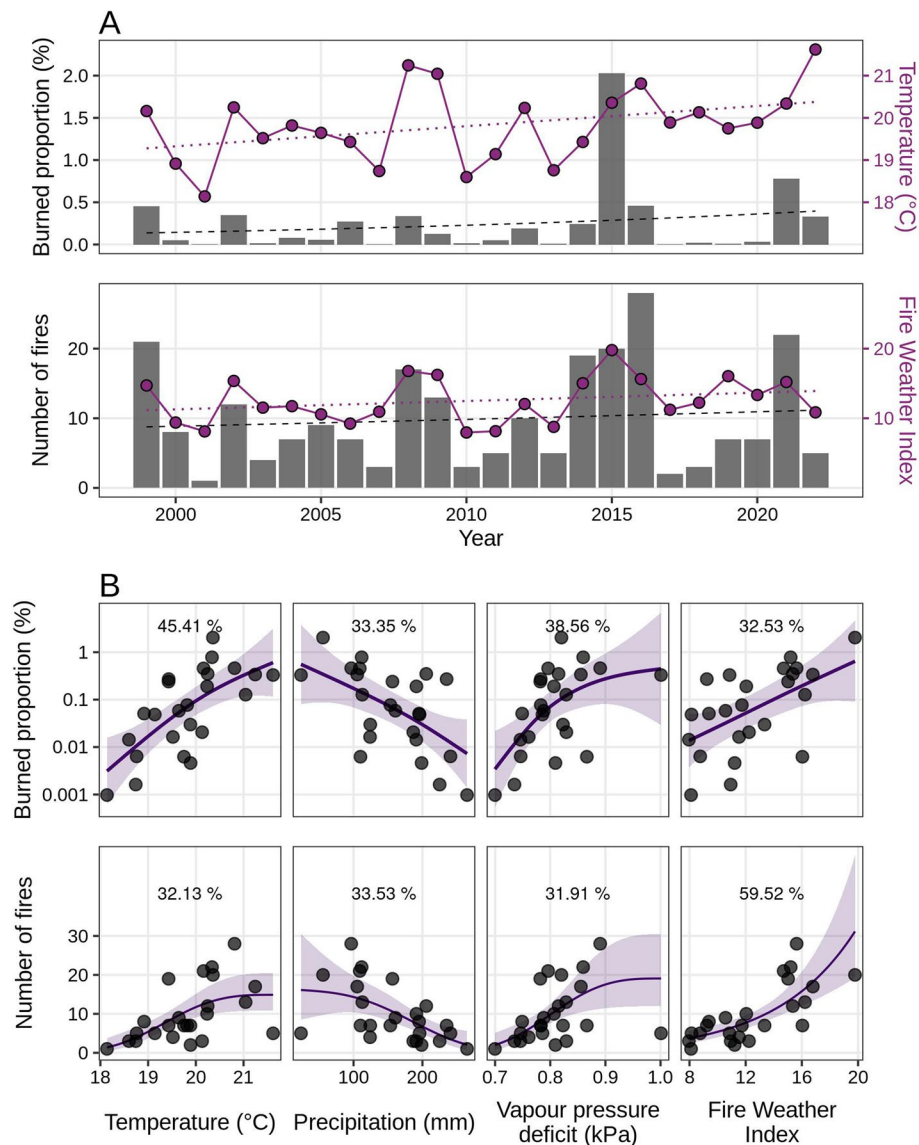 A
Burned proportion (%)
2.0
1.5
1.0
0.5
0.0
21
20
19
18
Temperature (°C)
Number of fires
20
10
0
20
10
Fire Weather Index
2000 2005 2010 2015 2020
Year
B
Burned proportion (%)
1
0.1
0.01
0.001
45.41 % 33.35 % 38.56 % 32.53 %
Number of fires
30
20
10
0
32.13 % 33.53 % 31.91 % 59.52 %
18 19 20 21 100 200 0.7 0.8 0.9 1.0 8 12 16 20
Temperature (°C) Precipitation (mm) Vapour pressure Fire Weather
deficit (kPa) Index